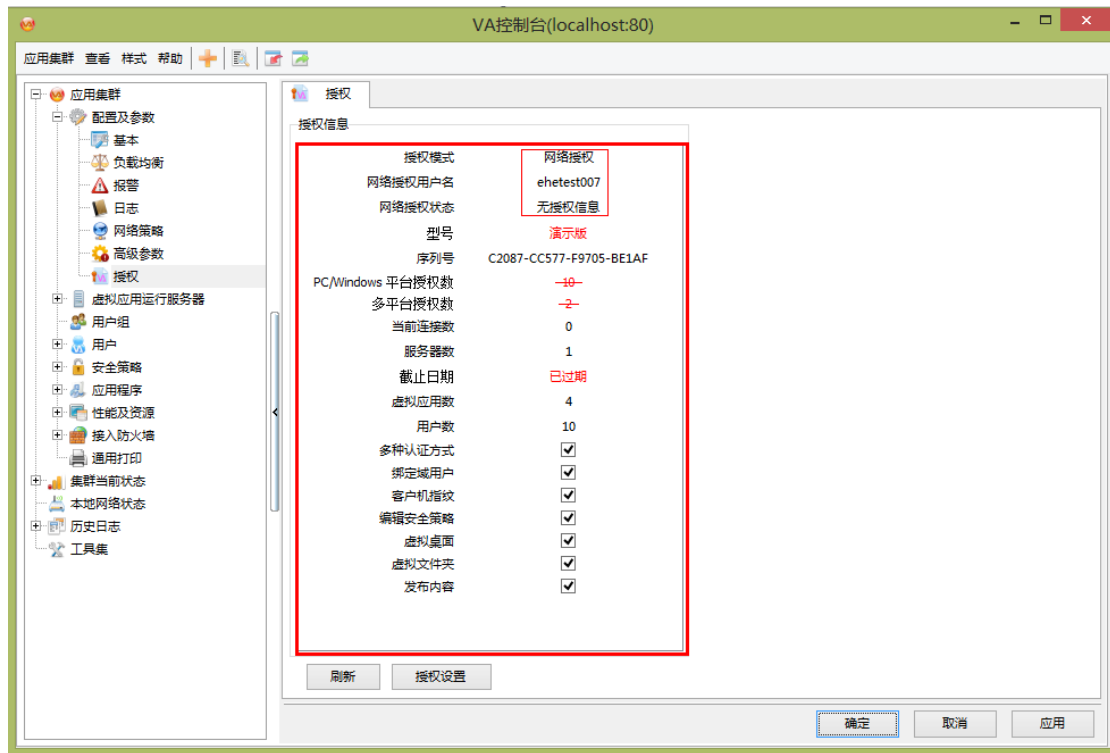 VA控制台(localhost:80)
应用集群 查看 样式 帮助
应用集群
配置及参数
基本
负载均衡
报警
日志
网络策略
高级参数
授权
虚拟应用运行服务器
用户组
用户
安全策略
应用程序
性能及资源
接入防火墙
通用打印
集群当前状态
本地网络状态
历史日志
工具集
授权
授权信息
授权模式 网络授权
网络授权用户名 ehetest007
网络授权状态 无授权信息
型号 演示版
序列号 C2087-CC577-F9705-BE1AF
PC/Windows 平台授权数 10
多平台授权数 2
当前连接数 0
服务器数 1
截止日期 已过期
虚拟应用数 4
用户数 10
多种认证方式
绑定域用户
客户机指纹
编辑安全策略
虚拟桌面
虚拟文件夹
发布内容
刷新 授权设置
确定 取消 应用